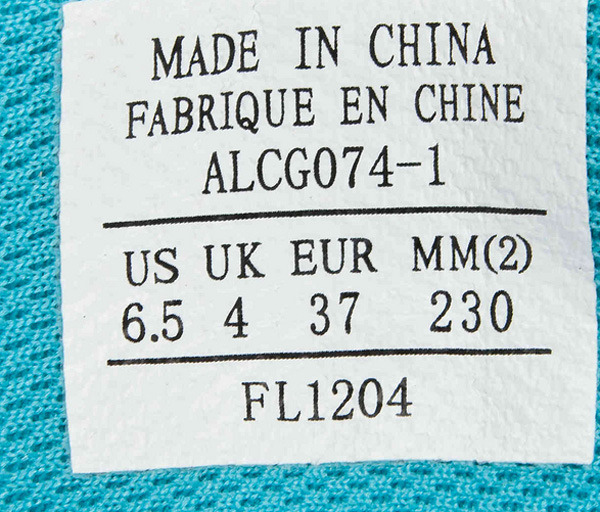 MADE IN CHINA
FABRIQUE EN CHINE
ALCG074-1
US UK EUR MM(2)
6.5 4 37 230
FL1204